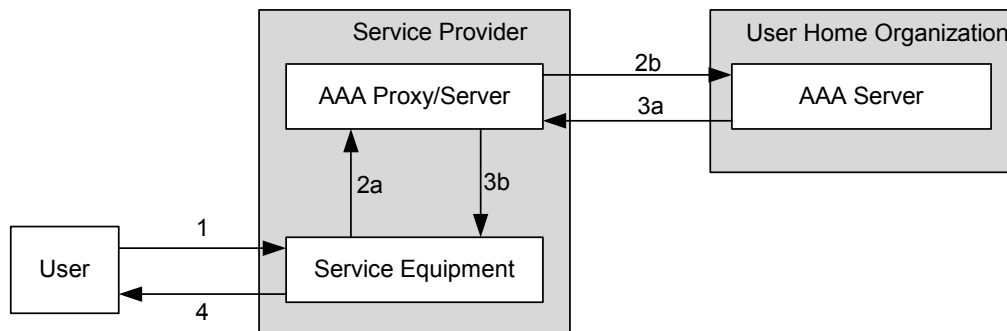 Service Provider
User Home Organization
AAA Proxy/Server
2b
AAA Server
3a
2a
3b
1
User
Service Equipment
4